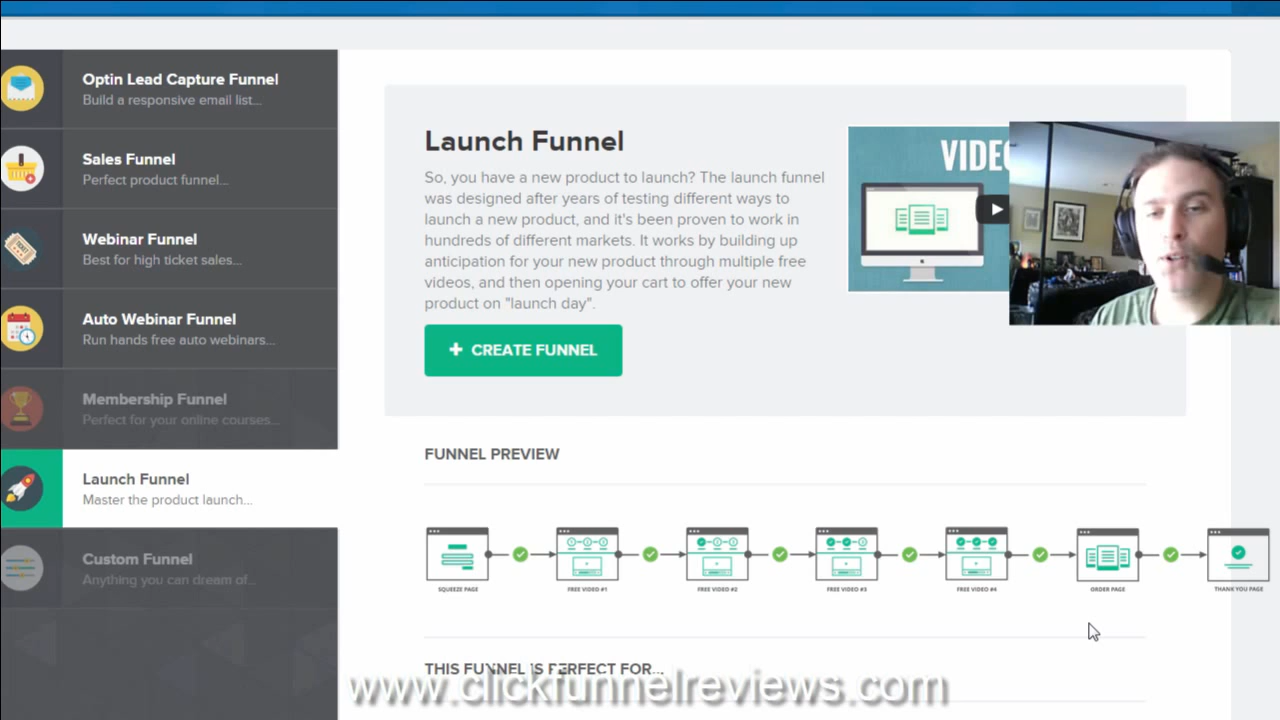 Optin Lead Capture Funnel
Build a responsive email list...
Sales Funnel
Perfect product funnel...
Webinar Funnel
Best for high ticket sales...
Auto Webinar Funnel
Run hands free auto webinars...
Membership Funnel
Perfect for your online courses...
Launch Funnel
Master the product launch...
Custom Funnel
Anything you can dream of...
Launch Funnel
So, you have a new product to launch? The launch funnel
was designed after years of testing different ways to
launch a new product, and it's been proven to work in
hundreds of different markets. It works by building up
anticipation for your new product through multiple free
videos, and then opening your cart to offer your new
product on "launch day".
+ CREATE FUNNEL
FUNNEL PREVIEW
SQUEEZE PAGE
FREE VIDEO #1
FREE VIDEO #2
FREE VIDEO #3
FREE VIDEO #4
ORDER PAGE
THANK YOU PAGE
THIS FUNNEL IS PERFECT FOR...
www.clickfunnelreviews.com